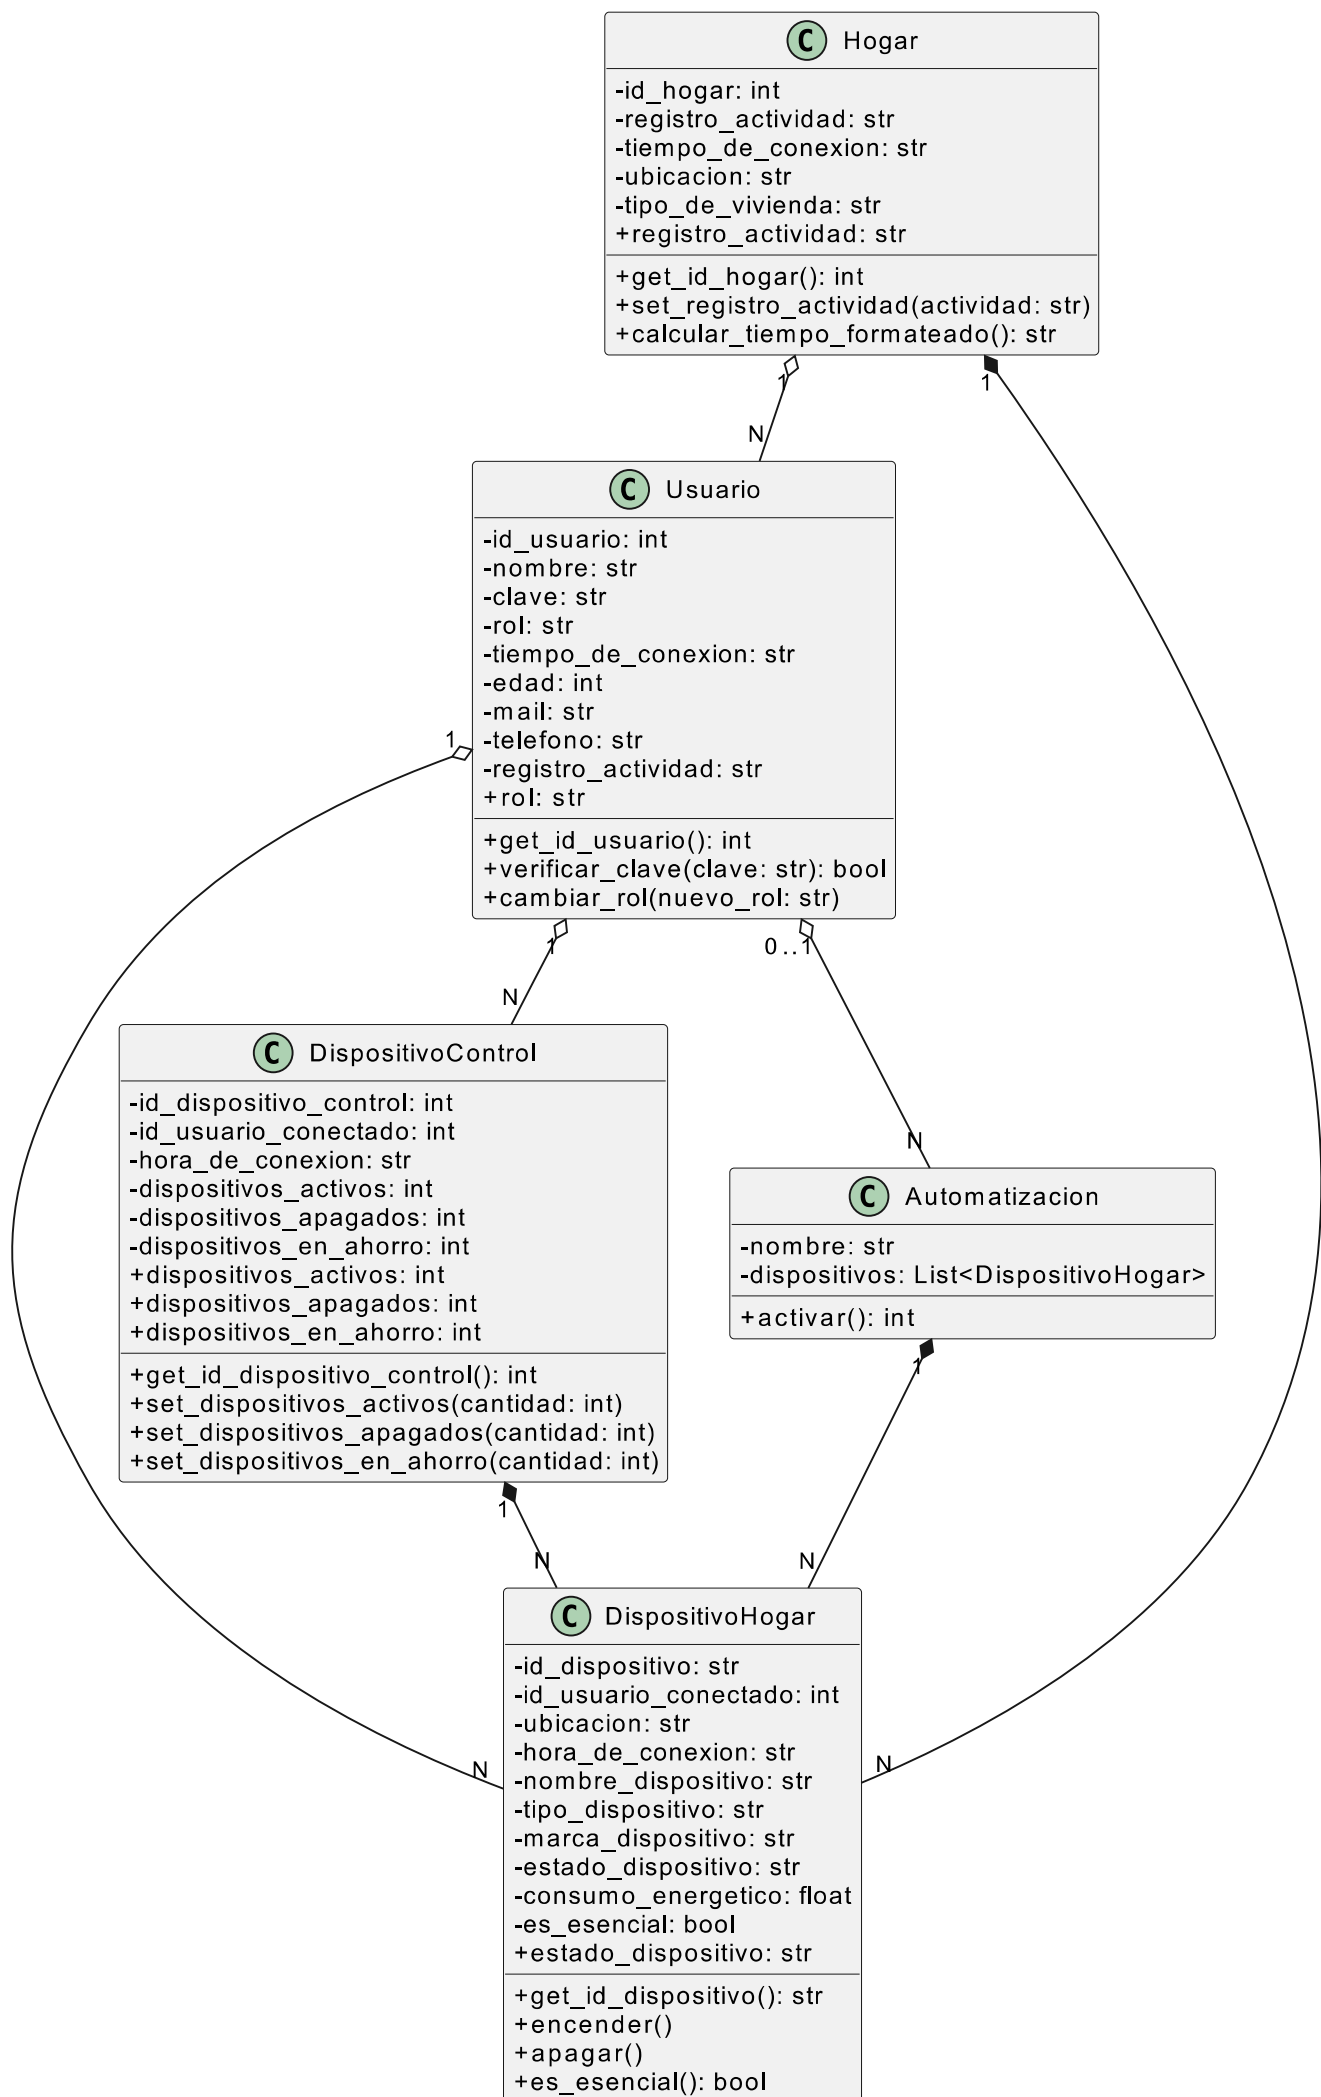 C Hogar
-id_hogar: int
-registro_actividad: str
-tiempo_de_conexion: str
-ubicacion: str
-tipo_de_vivienda: str
+registro_actividad: str
+get_id_hogar(): int
+set_registro_actividad(actividad: str)
+calcular_tiempo_formateado(): str
1
1
N
C Usuario
-id_usuario: int
-nombre: str
-clave: str
-rol: str
-tiempo_de_conexion: str
-edad: int
-mail: str
-telefono: str
-registro_actividad: str
+rol: str
+get_id_usuario(): int
+verificar_clave(clave: str): bool
+cambiar_rol(nuevo_rol: str)
1
1
0..1
N
N
C DispositivoControl
-id_dispositivo_control: int
-id_usuario_conectado: int
-hora_de_conexion: str
-dispositivos_activos: int
-dispositivos_apagados: int
-dispositivos_en_ahorro: int
+dispositivos_activos: int
+dispositivos_apagados: int
+dispositivos_en_ahorro: int
+get_id_dispositivo_control(): int
+set_dispositivos_activos(cantidad: int)
+set_dispositivos_apagados(cantidad: int)
+set_dispositivos_en_ahorro(cantidad: int)
C Automatizacion
-nombre: str
-dispositivos: List<DispositivoHogar>
+activar(): int
1
1
N
N
C DispositivoHogar
-id_dispositivo: str
-id_usuario_conectado: int
-ubicacion: str
-hora_de_conexion: str
-nombre_dispositivo: str
-tipo_dispositivo: str
-marca_dispositivo: str
-estado_dispositivo: str
-consumo_energetico: float
-es_esencial: bool
+estado_dispositivo: str
+get_id_dispositivo(): str
+encender()
+apagar()
+es_esencial(): bool
N
N